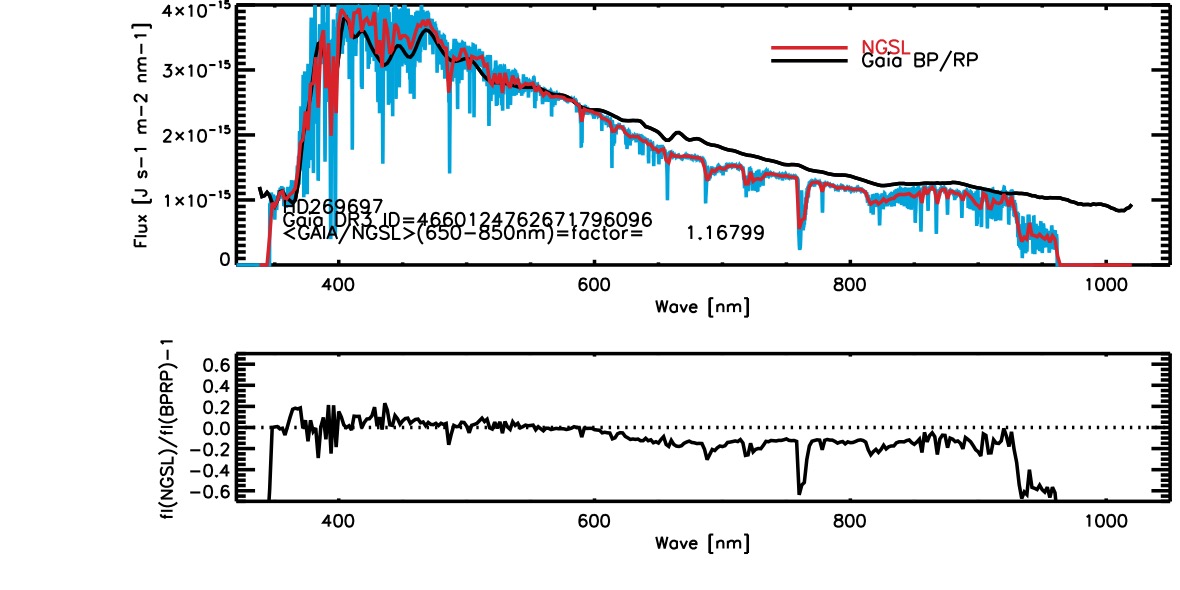 4×10−15
3×10−15
2×10−15
1×10−15
0
Flux [J s−1 m−2 nm−1]
NGSL
Gaia BP/RP
HD269697
Gaia DR3 ID=4660124762671796096
<GAIA/NGSL>(650−850nm)=factor= 1.16799
400 600 800 1000
Wave [nm]
0.6
0.4
0.2
0.0
−0.2
−0.4
−0.6
fl(NGSL)/fl(BPRP)−1
400 600 800 1000
Wave [nm]